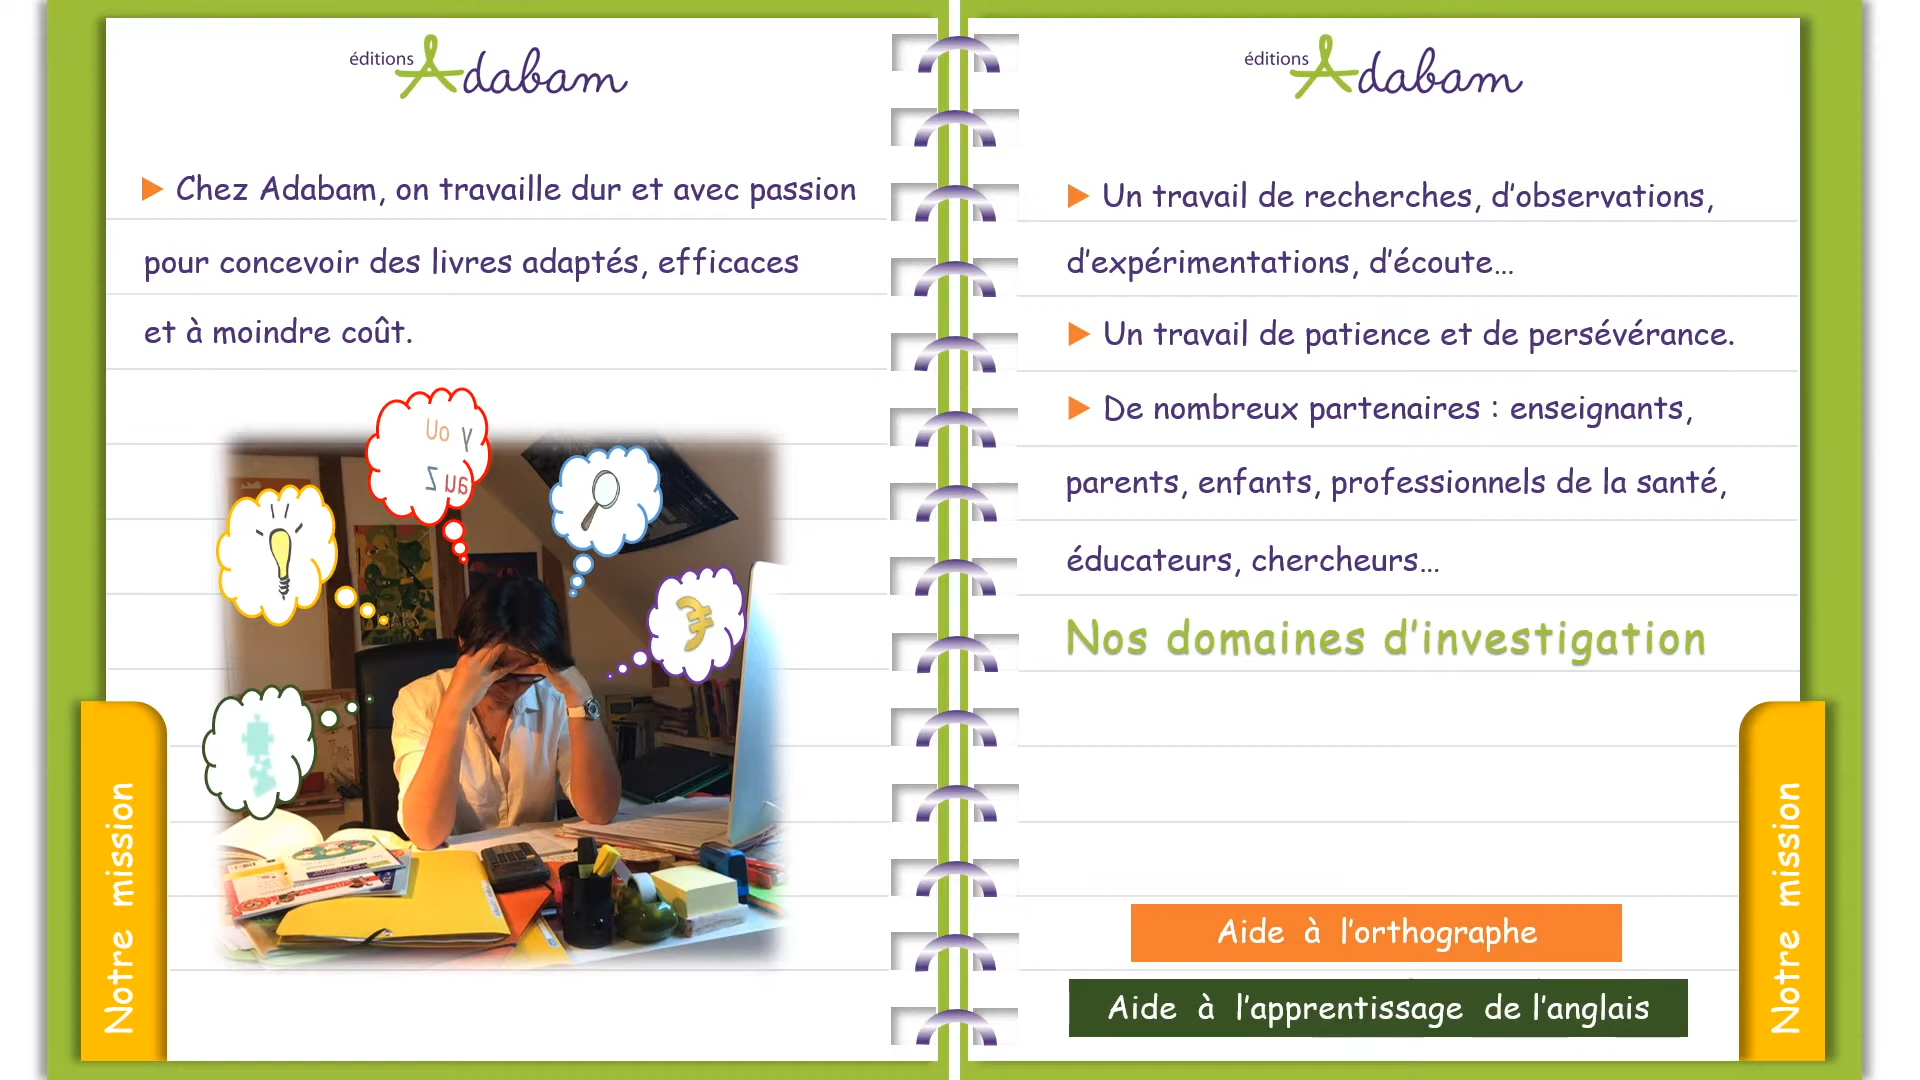 éditions Adabam
Chez Adabam, on travaille dur et avec passion
pour concevoir des livres adaptés, efficaces
et à moindre coût.
y ou
z au
Notre mission
éditions Adabam
Un travail de recherches, d'observations,
d'expérimentations, d'écoute...
Un travail de patience et de persévérance.
De nombreux partenaires : enseignants,
parents, enfants, professionnels de la santé,
éducateurs, chercheurs...
Nos domaines d'investigation
Aide à l'orthographe
Aide à l'apprentissage de l'anglais
Notre mission